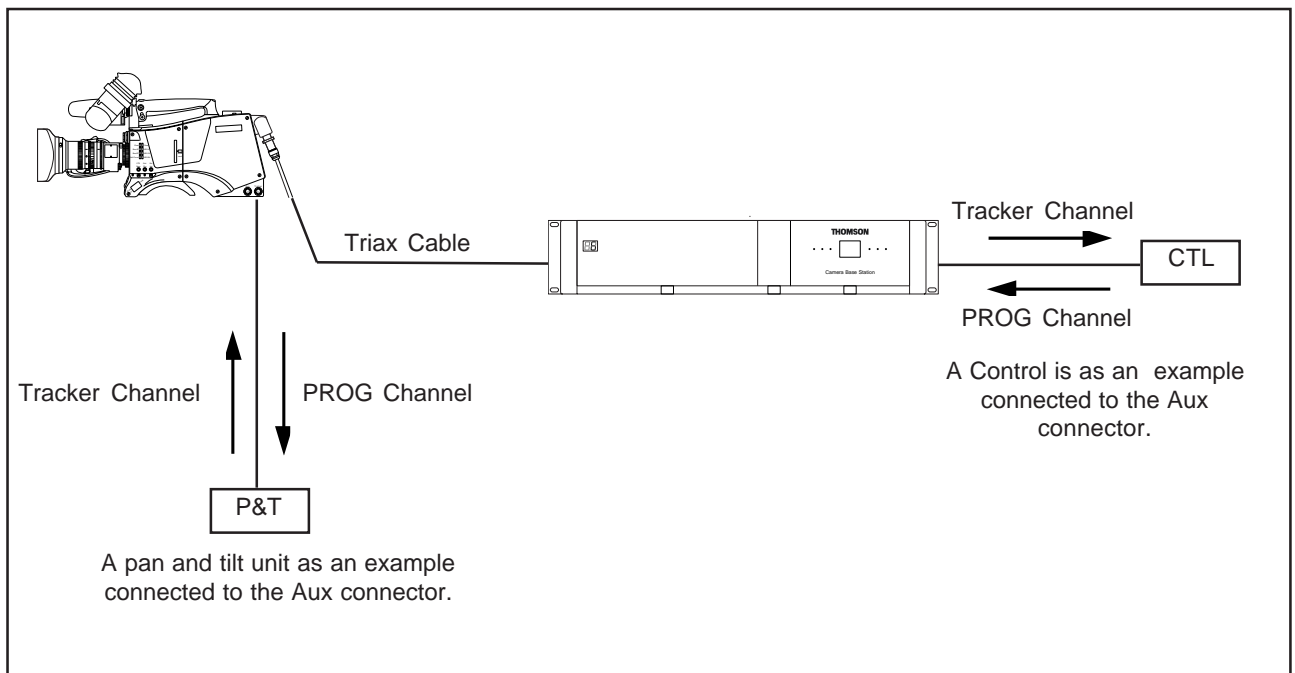 Tracker Channel
Triax Cable
THOMSON
CTL
Camera Base Station
PROG Channel
A Control is as an example
connected to the Aux
connector.
Tracker Channel
PROG Channel
P&T
A pan and tilt unit as an example
connected to the Aux connector.